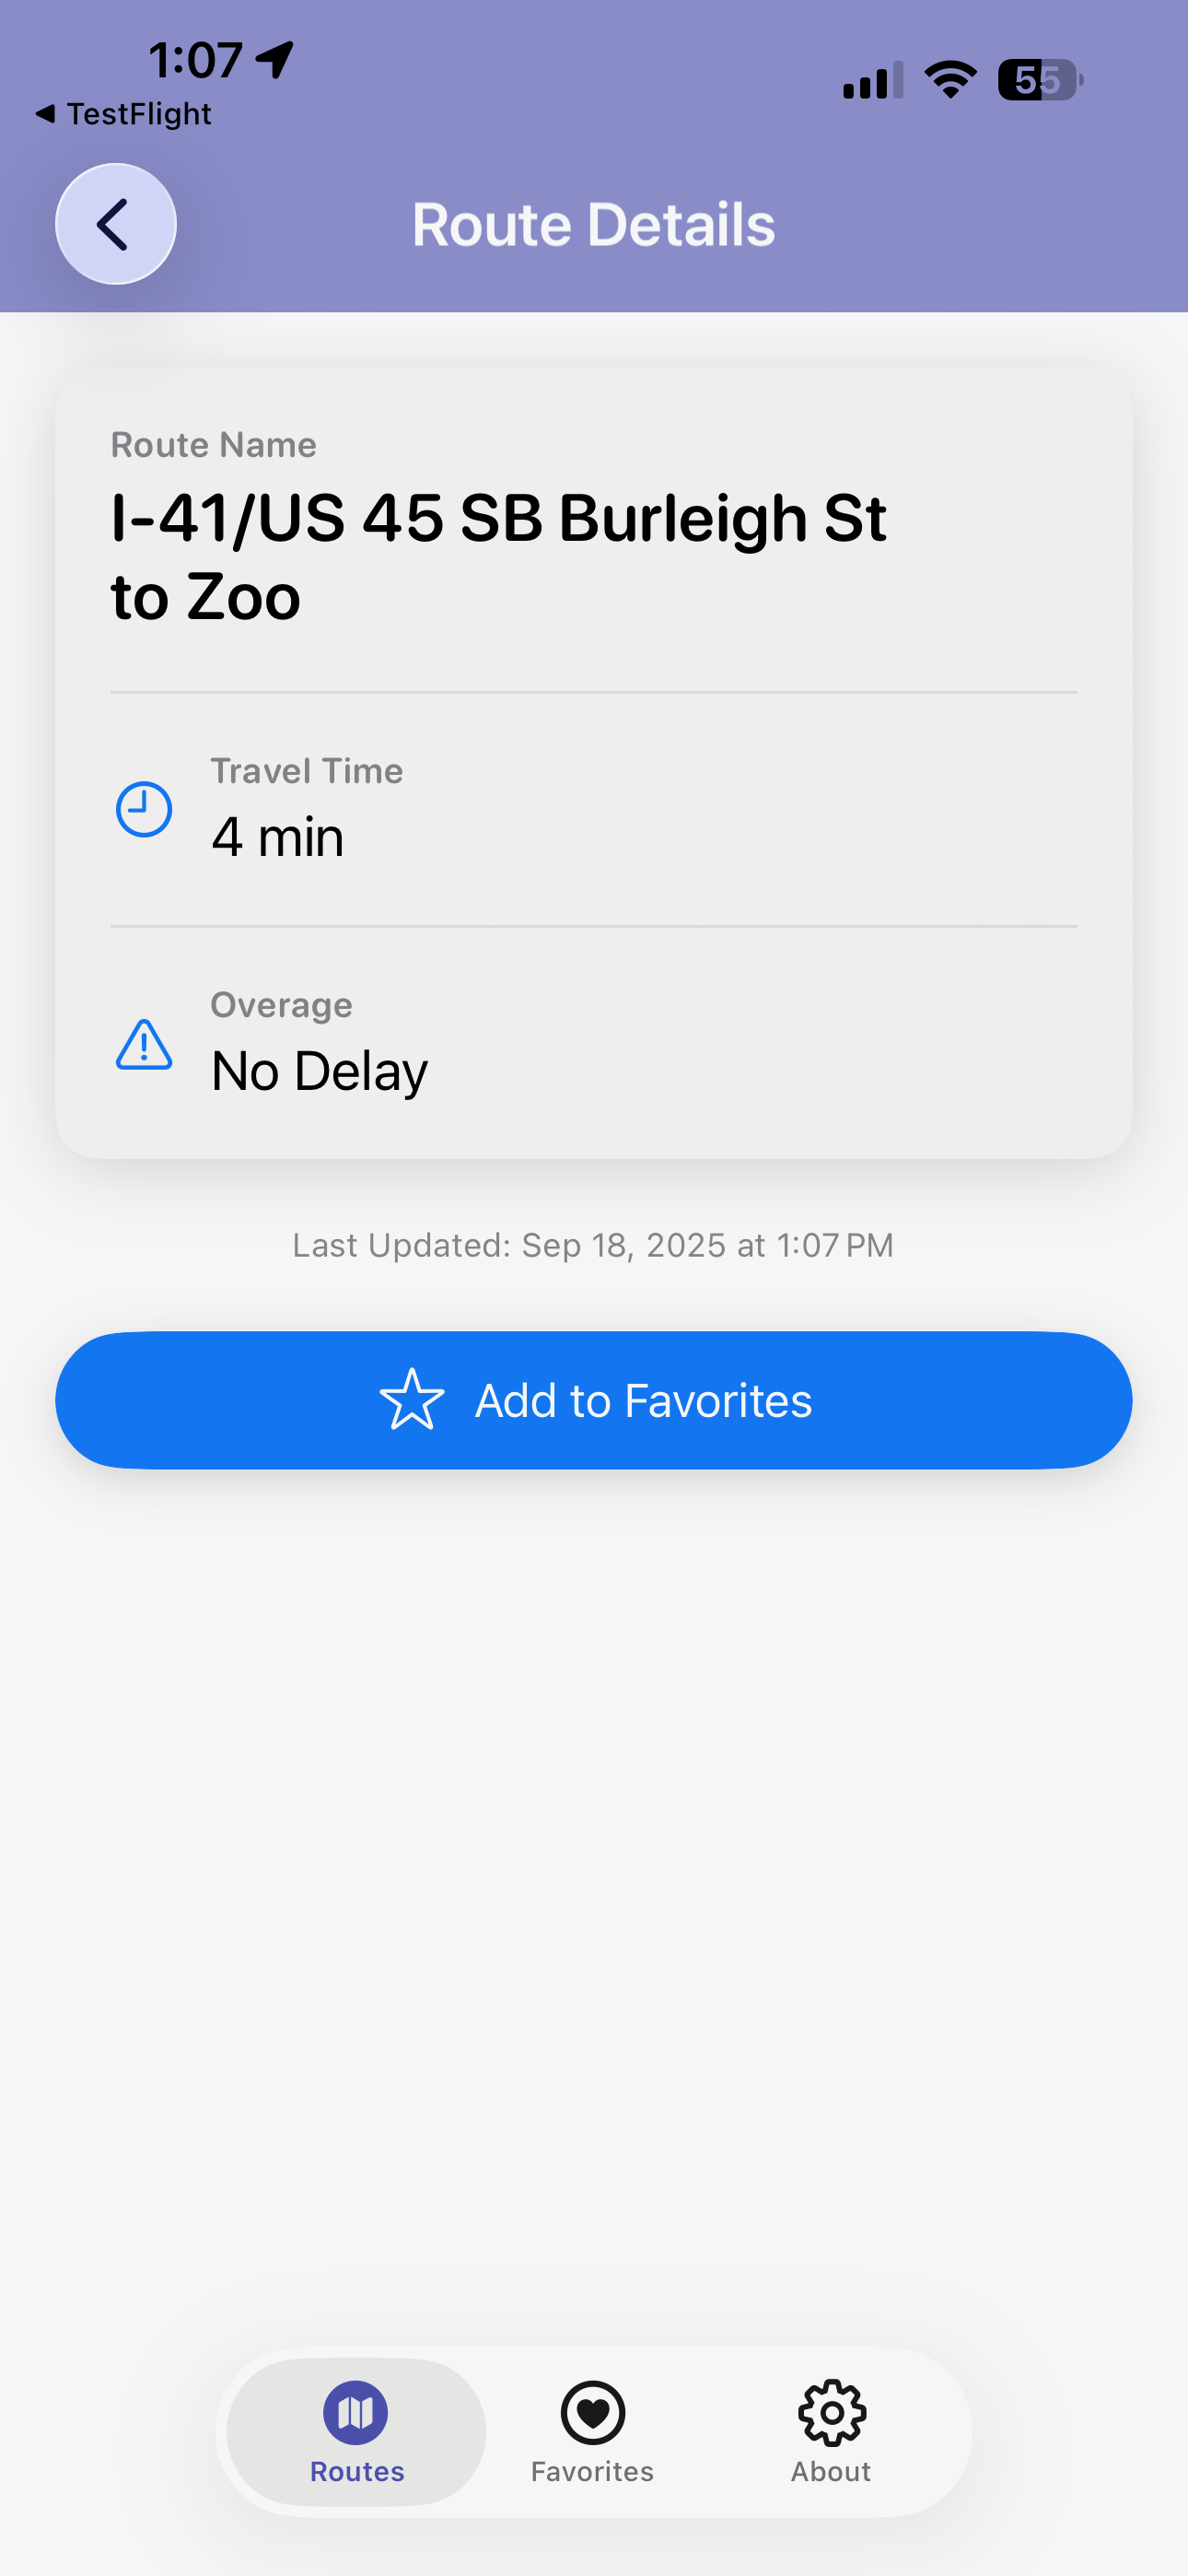 1:07
55
TestFlight
Route Details
Route Name
I-41/US 45 SB Burleigh St
to Zoo
Travel Time
4 min
Overage
No Delay
Last Updated: Sep 18, 2025 at 1:07 PM
Add to Favorites
Routes
Favorites
About